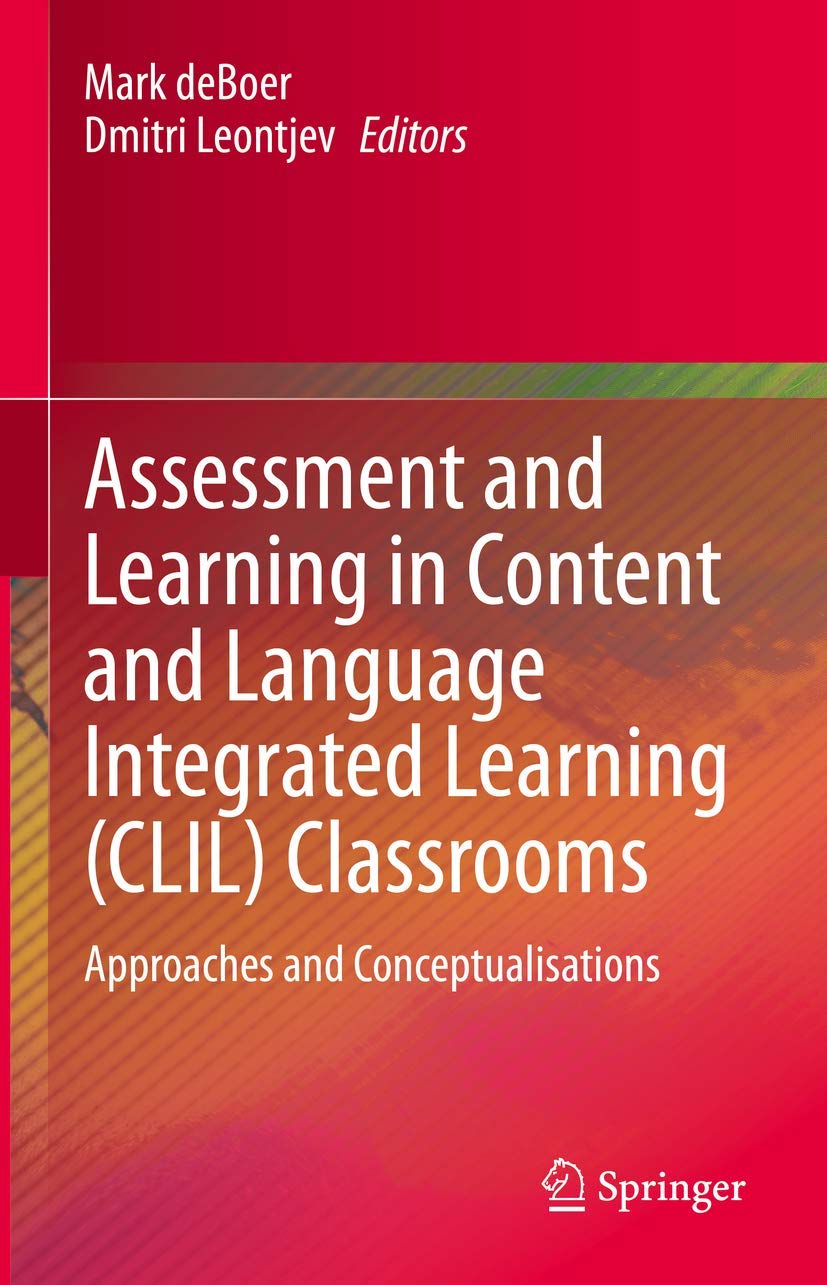 Mark deBoer
Dmitri Leontjev Editors
Assessment and
Learning in Content
and Language
Integrated Learning
(CLIL) Classrooms
Approaches and Conceptualisations
Springer